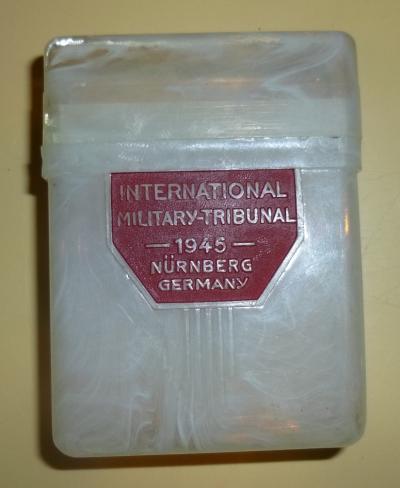 INTERNATIONAL
MILITARY-TRIBUNAL
— 1945 —
NÜRNBERG
GERMANY